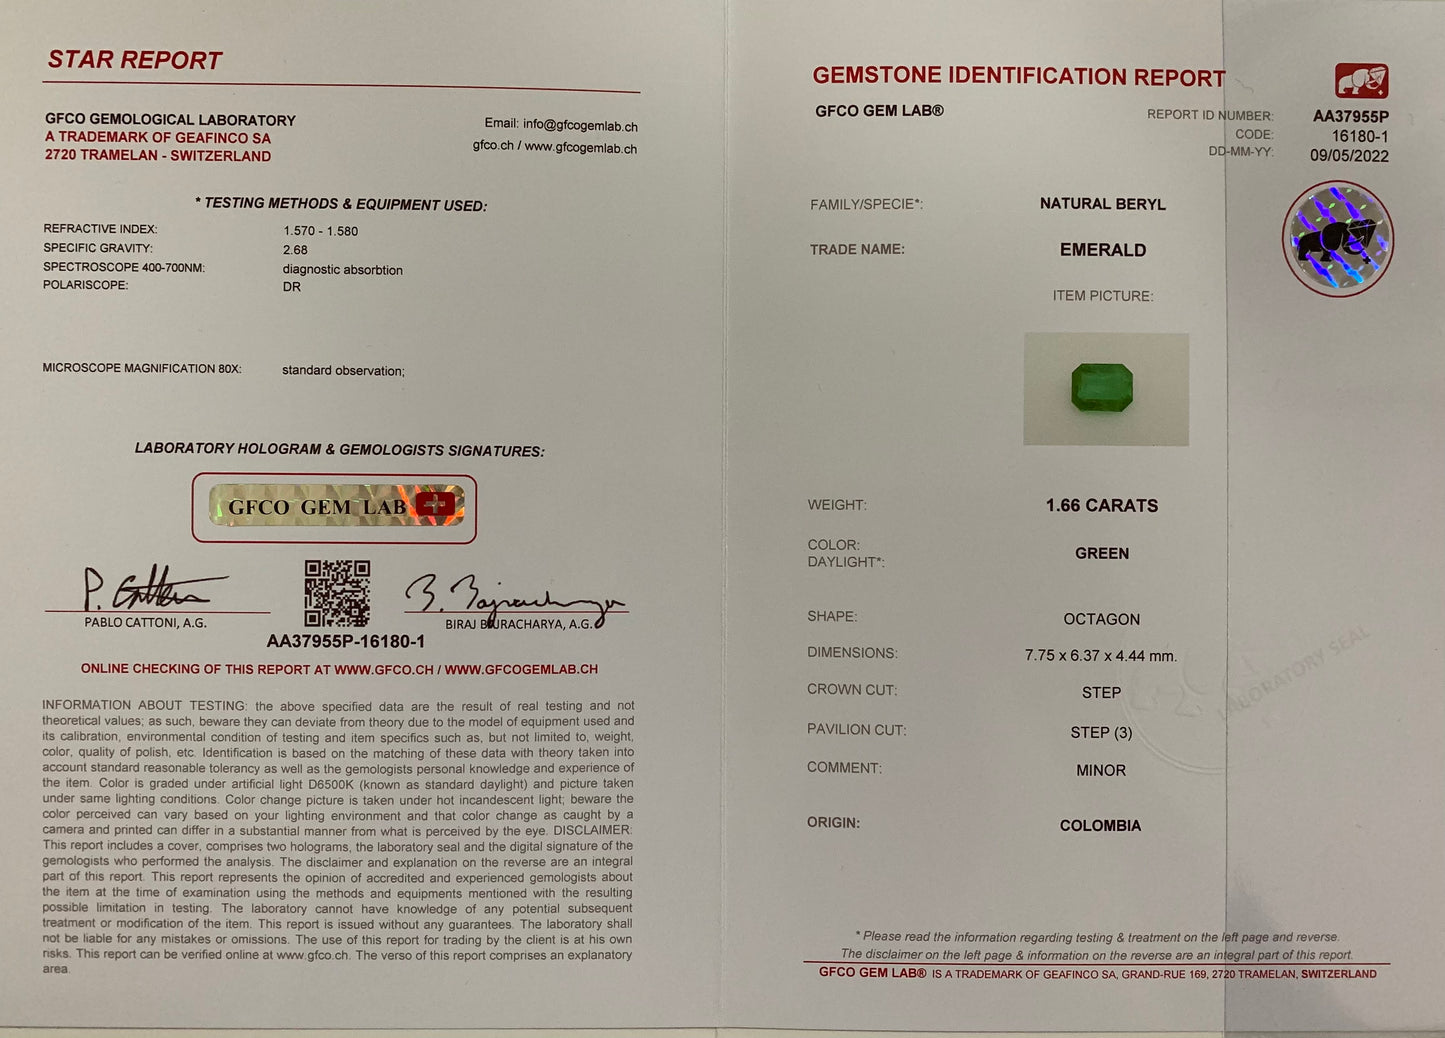 STAR REPORT
GFCO GEMOLOGICAL LABORATORY
A TRADEMARK OF GEAFINCO SA
2720 TRAMELAN - SWITZERLAND
Email: info@gfcogemlab.ch
gfco.ch / www.gfcogemlab.ch
* TESTING METHODS & EQUIPMENT USED:
REFRACTIVE INDEX: 1.570 - 1.580
SPECIFIC GRAVITY: 2.68
SPECTROSCOPE 400-700NM: diagnostic absorbtion
POLARISCOPE: DR
MICROSCOPE MAGNIFICATION 80X: standard observation;
LABORATORY HOLOGRAM & GEMOLOGISTS SIGNATURES:
GFCO GEM LAB
P. Cattoni
B. Bajracharya
PABLO CATTONI, A.G.
BIRAJ BAJRACHARYA, A.G.
AA37955P-16180-1
ONLINE CHECKING OF THIS REPORT AT WWW.GFCO.CH / WWW.GFCOGEMLAB.CH
INFORMATION ABOUT TESTING: the above specified data are the result of real testing and not
theoretical values; as such, beware they can deviate from theory due to the model of equipment used and
its calibration, environmental condition of testing and item specifics such as, but not limited to, weight,
color, quality of polish, etc. Identification is based on the matching of these data with theory taken into
account standard reasonable tolerancy as well as the gemologists personal knowledge and experience of
the item. Color is graded under artificial light D6500K (known as standard daylight) and picture taken
under same lighting conditions. Color change picture is taken under hot incandescent light; beware the
color perceived can vary based on your lighting environment and that color change as caught by a
camera and printed can differ in a substantial manner from what is perceived by the eye. DISCLAIMER:
This report includes a cover, comprises two holograms, the laboratory seal and the digital signature of the
gemologists who performed the analysis. The disclaimer and explanation on the reverse are an integral
part of this report. This report represents the opinion of accredited and experienced gemologists about
the item at the time of examination using the methods and equipments mentioned with the resulting
possible limitation in testing. The laboratory cannot have knowledge of any potential subsequent
treatment or modification of the item. This report is issued without any guarantees. The laboratory shall
not be liable for any mistakes or omissions. The use of this report for trading by the client is at his own
risks. This report can be verified online at www.gfco.ch. The verso of this report comprises an explanatory
area.
GEMSTONE IDENTIFICATION REPORT
GFCO GEM LAB®
REPORT ID NUMBER: AA37955P
CODE: 16180-1
DD-MM-YY: 09/05/2022
FAMILY/SPECIE*: NATURAL BERYL
TRADE NAME: EMERALD
ITEM PICTURE:
WEIGHT: 1.66 CARATS
COLOR:
DAYLIGHT*: GREEN
SHAPE: OCTAGON
DIMENSIONS: 7.75 x 6.37 x 4.44 mm.
CROWN CUT: STEP
PAVILION CUT: STEP (3)
COMMENT: MINOR
ORIGIN: COLOMBIA
LABORATORY SEAL
* Please read the information regarding testing & treatment on the left page and reverse.
The disclaimer on the left page & information on the reverse are an integral part of this report.
GFCO GEM LAB® IS A TRADEMARK OF GEAFINCO SA, GRAND-RUE 169, 2720 TRAMELAN, SWITZERLAND